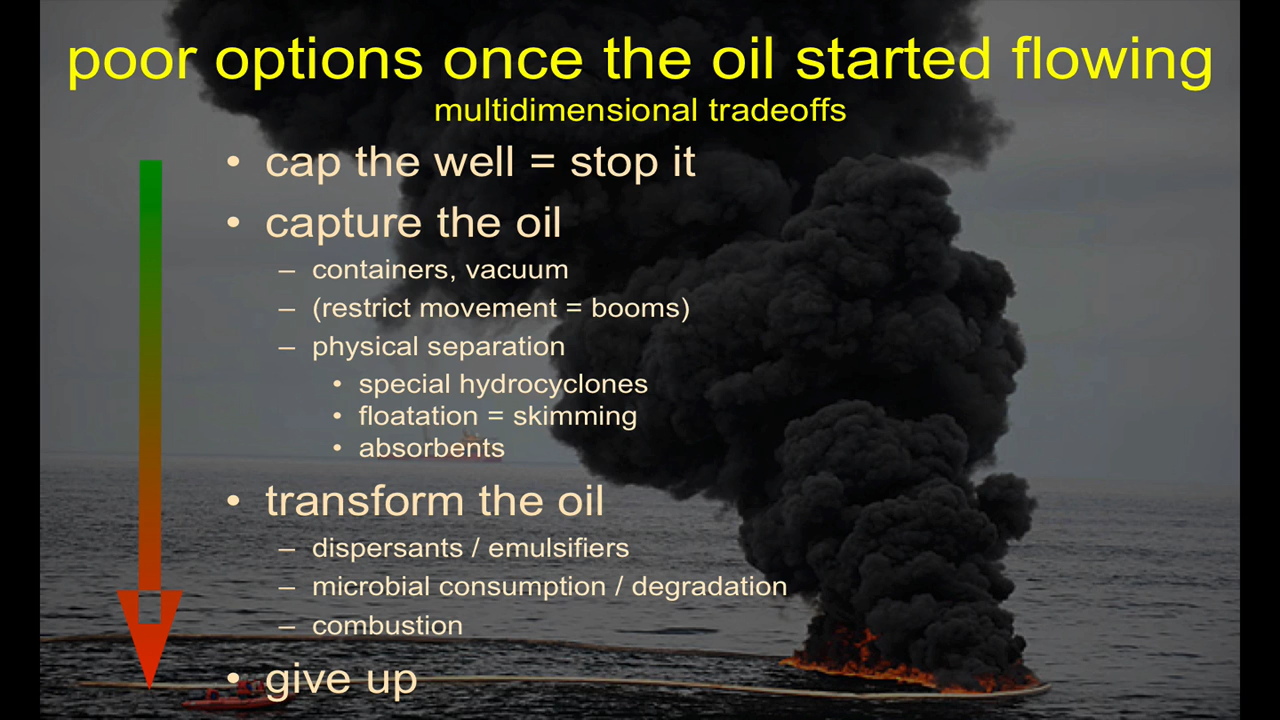 poor options once the oil started flowing
multidimensional tradeoffs
• cap the well = stop it
• capture the oil
– containers, vacuum
– (restrict movement = booms)
– physical separation
• special hydrocyclones
• floatation = skimming
• absorbents
• transform the oil
– dispersants / emulsifiers
– microbial consumption / degradation
– combustion
• give up